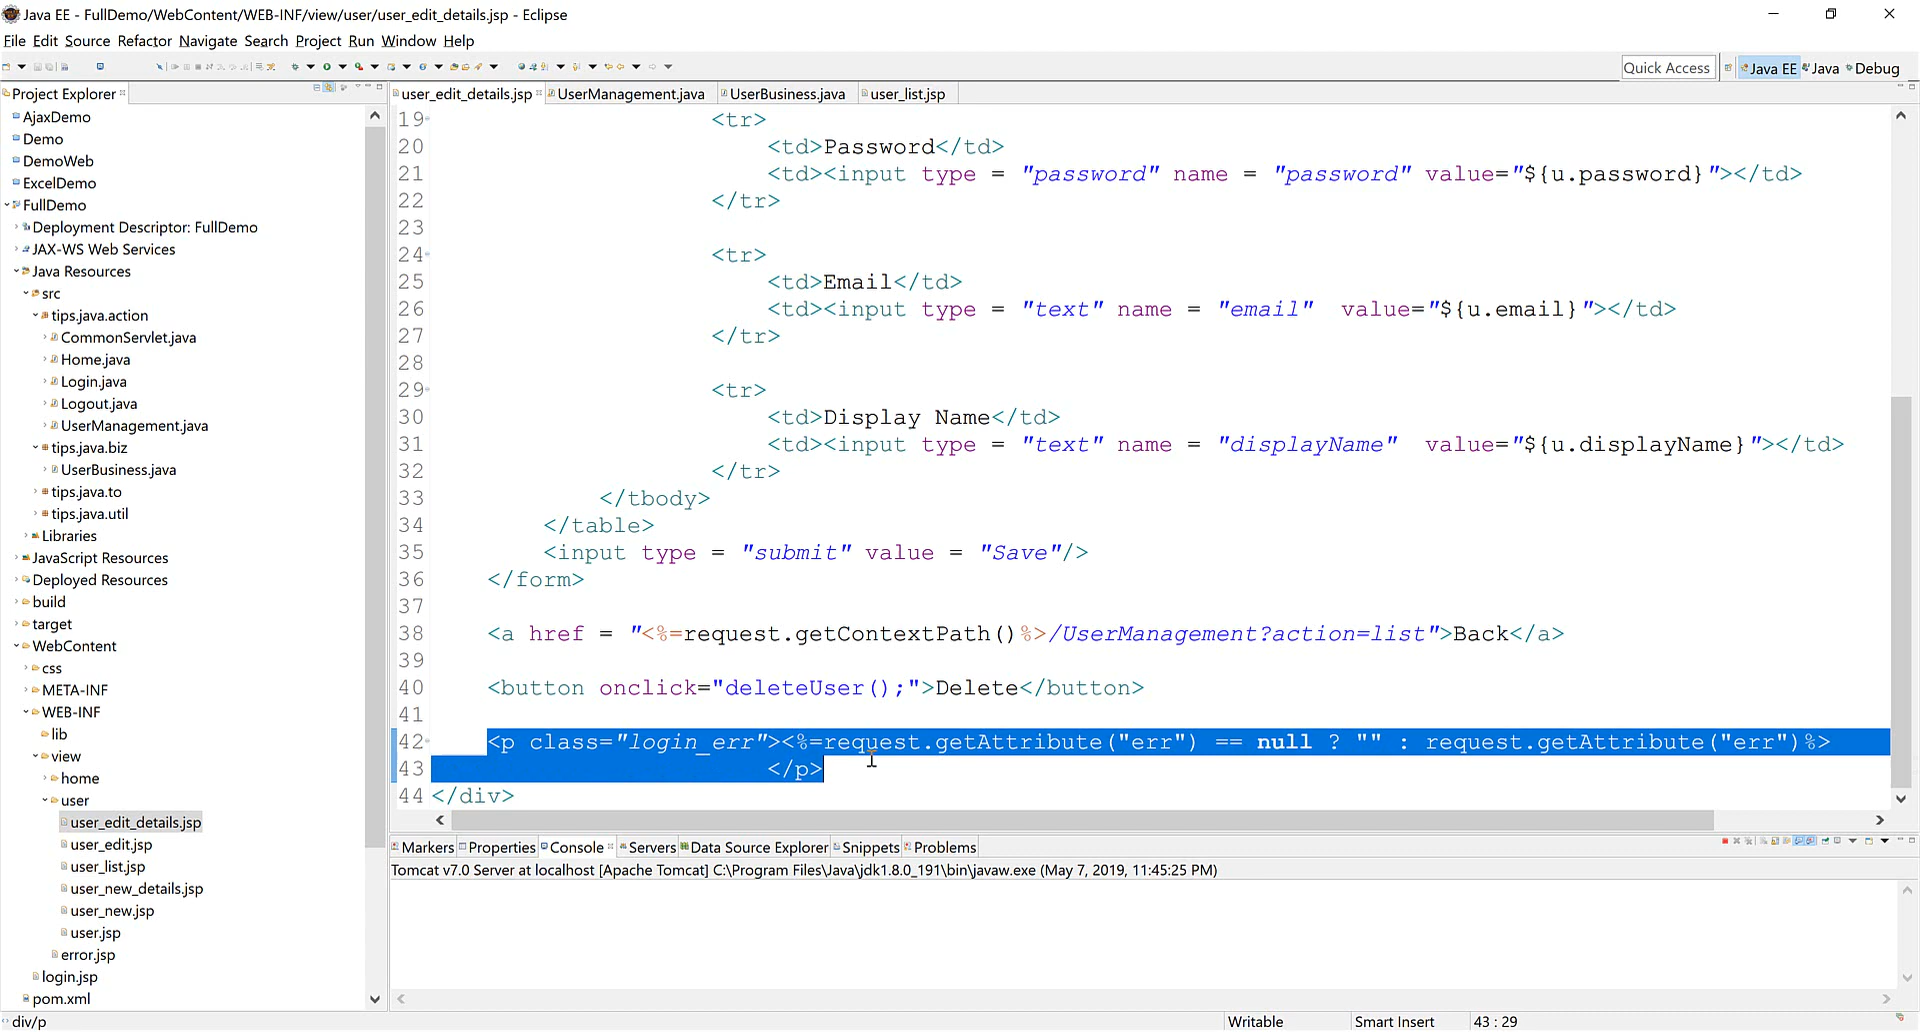 Java EE - FullDemo/WebContent/WEB-INF/view/user/user_edit_details.jsp - Eclipse
File Edit Source Refactor Navigate Search Project Run Window Help
Quick Access
Java EE Java Debug
Project Explorer
AjaxDemo
Demo
DemoWeb
ExcelDemo
FullDemo
Deployment Descriptor: FullDemo
JAX-WS Web Services
Java Resources
src
tips.java.action
CommonServlet.java
Home.java
Login.java
Logout.java
UserManagement.java
tips.java.biz
UserBusiness.java
tips.java.to
tips.java.util
Libraries
JavaScript Resources
Deployed Resources
build
target
WebContent
css
META-INF
WEB-INF
lib
view
home
user
user_edit_details.jsp
user_edit.jsp
user_list.jsp
user_new_details.jsp
user_new.jsp
user.jsp
error.jsp
login.jsp
pom.xml
user_edit_details.jsp UserManagement.java UserBusiness.java user_list.jsp
19 <tr>
20 <td>Password</td>
21 <td><input type = "password" name = "password" value="${u.password}"></td>
22 </tr>
23
24 <tr>
25 <td>Email</td>
26 <td><input type = "text" name = "email" value="${u.email}"></td>
27 </tr>
28
29 <tr>
30 <td>Display Name</td>
31 <td><input type = "text" name = "displayName" value="${u.displayName}"></td>
32 </tr>
33 </tbody>
34 </table>
35 <input type = "submit" value = "Save"/>
36 </form>
37
38 <a href = "<%=request.getContextPath()%>/UserManagement?action=list">Back</a>
39
40 <button onclick="deleteUser();">Delete</button>
41
42 <p class="login_err"><%=request.getAttribute("err") == null ? "" : request.getAttribute("err")%>
43 </p>
44 </div>
Markers Properties Console Servers Data Source Explorer Snippets Problems
Tomcat v7.0 Server at localhost [Apache Tomcat] C:\Program Files\Java\jdk1.8.0_191\bin\javaw.exe (May 7, 2019, 11:45:25 PM)
div/p
Writable
Smart Insert
43 : 29